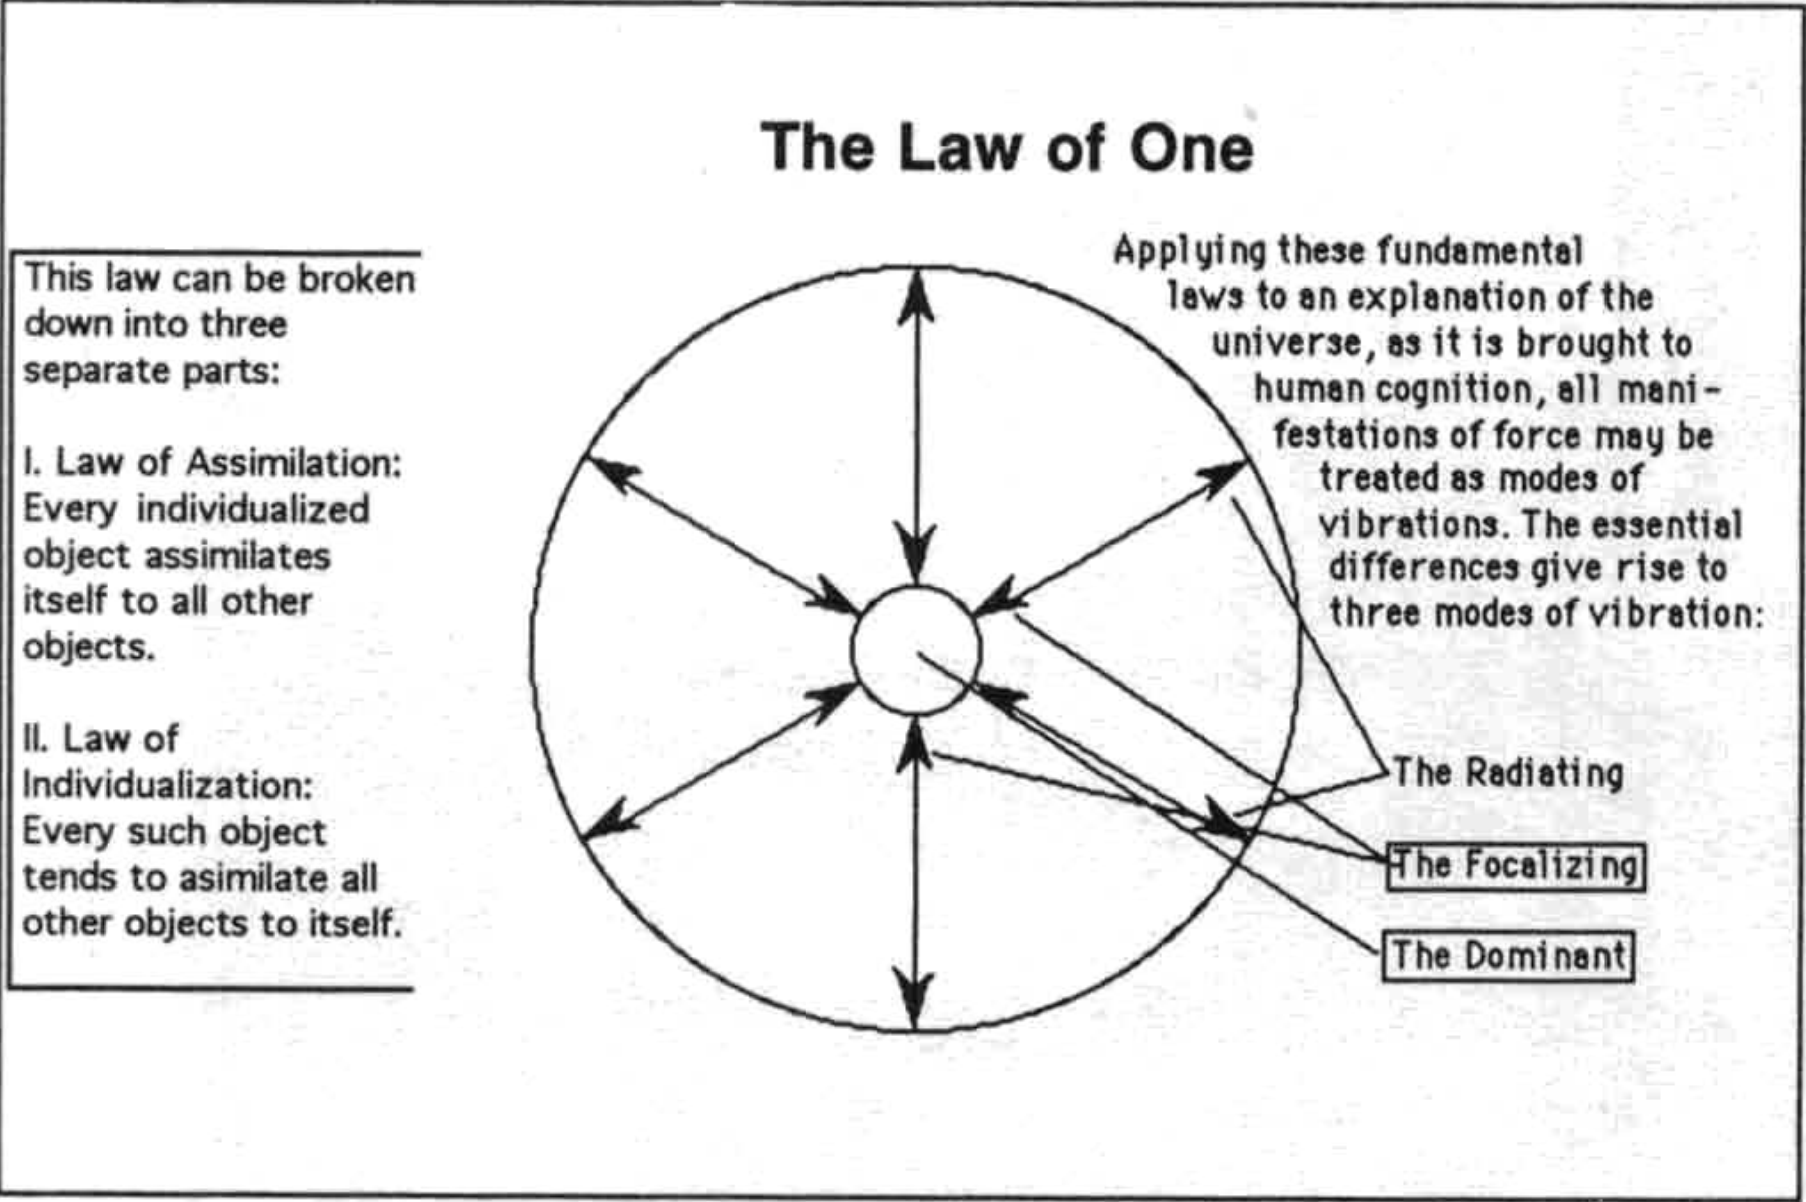 The Law of One
This law can be broken
down into three
separate parts:
I. Law of Assimilation:
Every individualized
object assimilates
itself to all other
objects.
II. Law of
Individualization:
Every such object
tends to asimilate all
other objects to itself.
Applying these fundamental
laws to an explanation of the
universe, as it is brought to
human cognition, all mani-
festations of force may be
treated as modes of
vibrations. The essential
differences give rise to
three modes of vibration:
The Radiating
The Focalizing
The Dominant